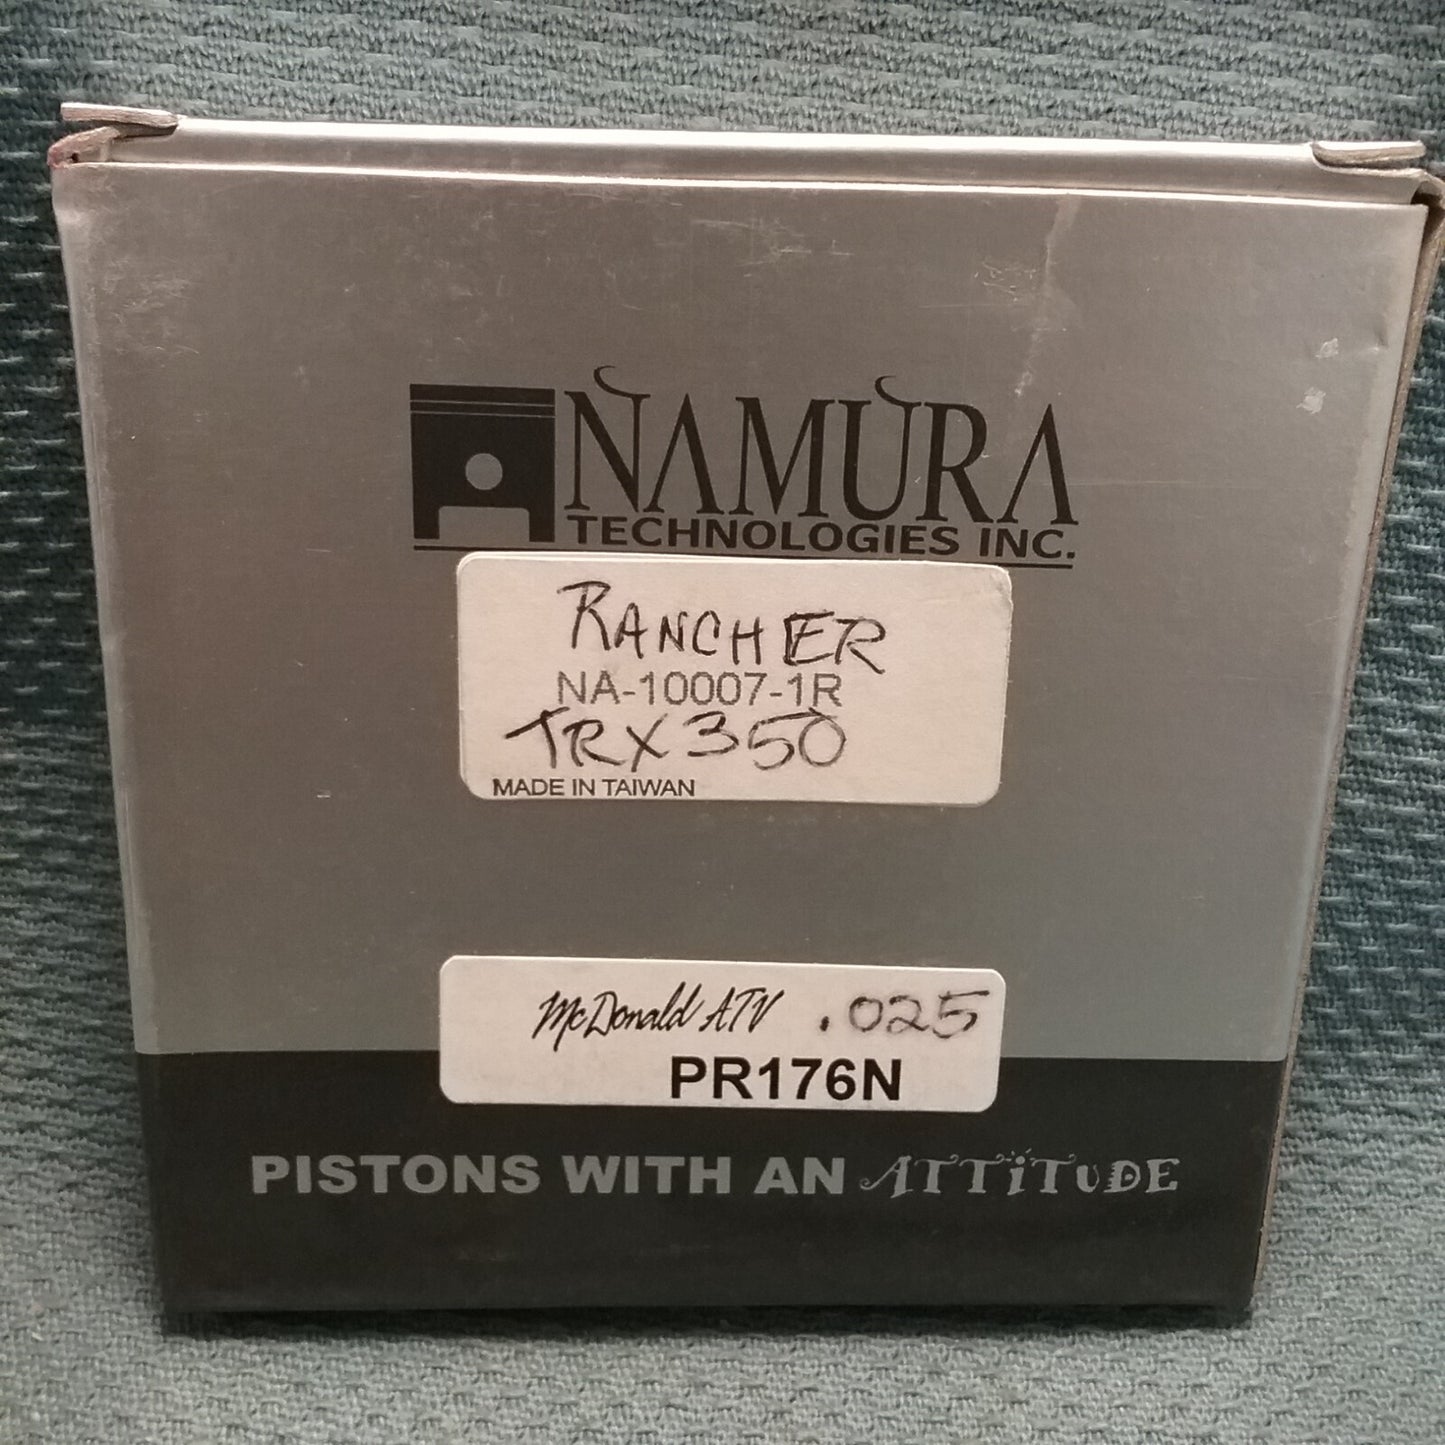 NAMURA
TECHNOLOGIES INC.
RANCHER
NA-10007-1R
TRX350
MADE IN TAIWAN
McDonald ATV .025
PR176N
PISTONS WITH AN ATTiTUDE